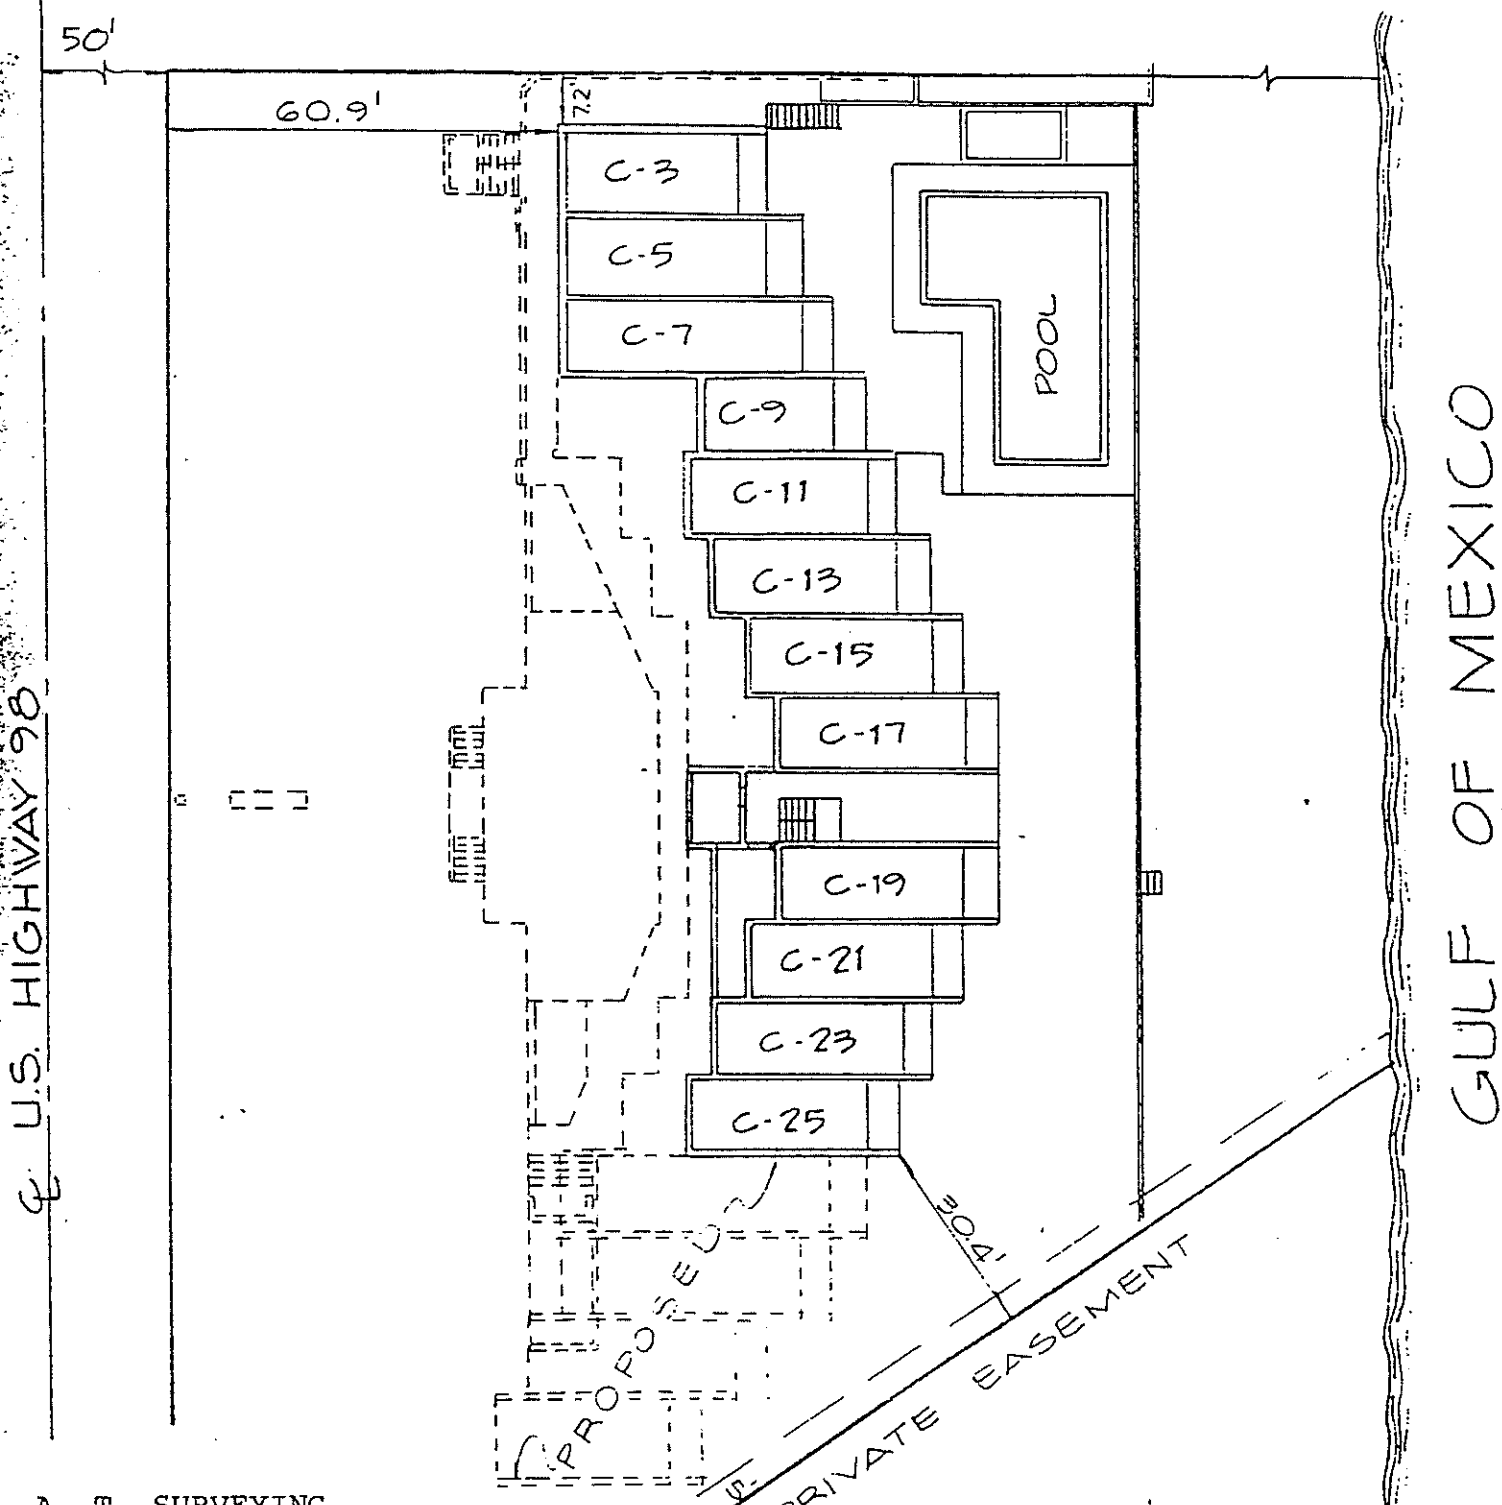 50'
60.9'
7.2'
C-3
C-5
C-7
C-9
POOL
C-11
C-13
C-15
C-17
C-19
C-21
C-23
C-25
30.4'
PROPOSED
PRIVATE EASEMENT
5'
℄ U.S. HIGHWAY 98
GULF OF MEXICO
A. T. SURVEYING